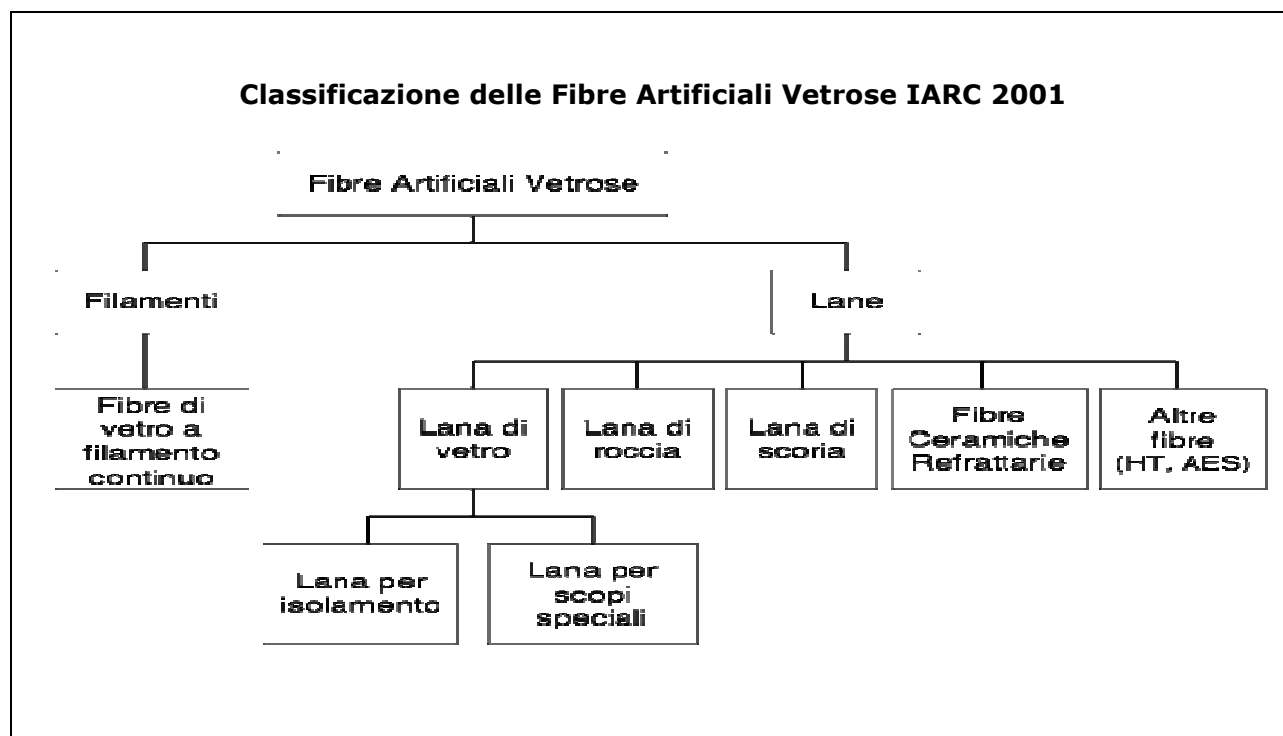 Classificazione delle Fibre Artificiali Vetrose IARC 2001
Fibre Artificiali Vetrose
Filamenti
Lane
Fibre di
vetro a
filamento
continuo
Lana di
vetro
Lana di
roccia
Lana di
scoria
Fibre
Ceramiche
Refrattarie
Altre
fibre
(HT, AES)
Lana per
isolamento
Lana per
scopi
speciali